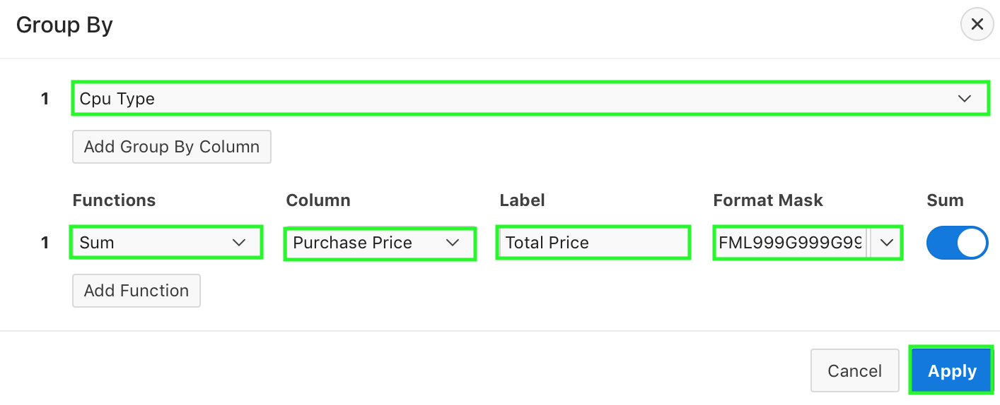 Group By
1 Cpu Type
Add Group By Column
Functions Column Label Format Mask Sum
1 Sum Purchase Price Total Price FML999G999G99
Add Function
Cancel Apply